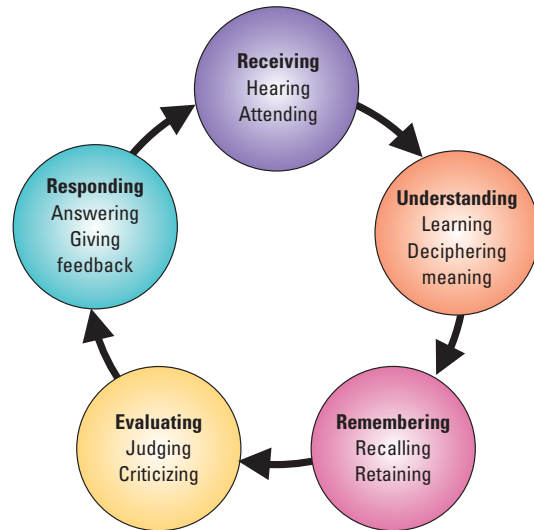 Receiving
Hearing
Attending
Understanding
Learning
Deciphering
meaning
Remembering
Recalling
Retaining
Evaluating
Judging
Criticizing
Responding
Answering
Giving
feedback